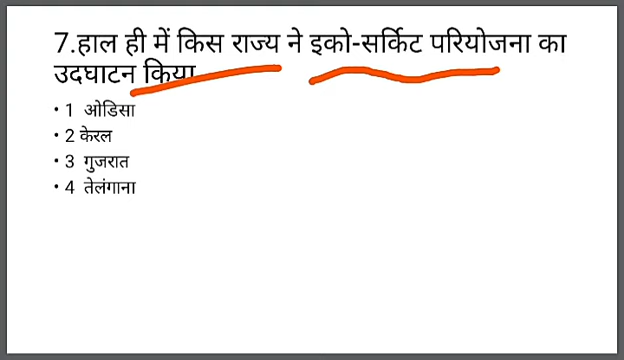 7.हाल ही में किस राज्य ने इको-सर्किट परियोजना का
उदघाटन किया
• 1 ओडिसा
• 2 केरल
• 3 गुजरात
• 4 तेलंगाना